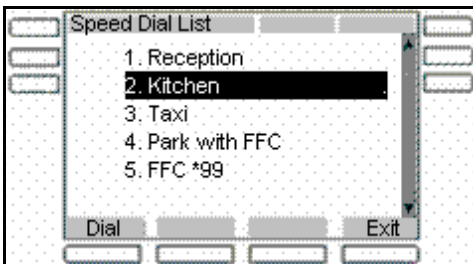 Speed Dial List
1. Reception
2. Kitchen
3. Taxi
4. Park with FFC
5. FFC *99
Dial Exit